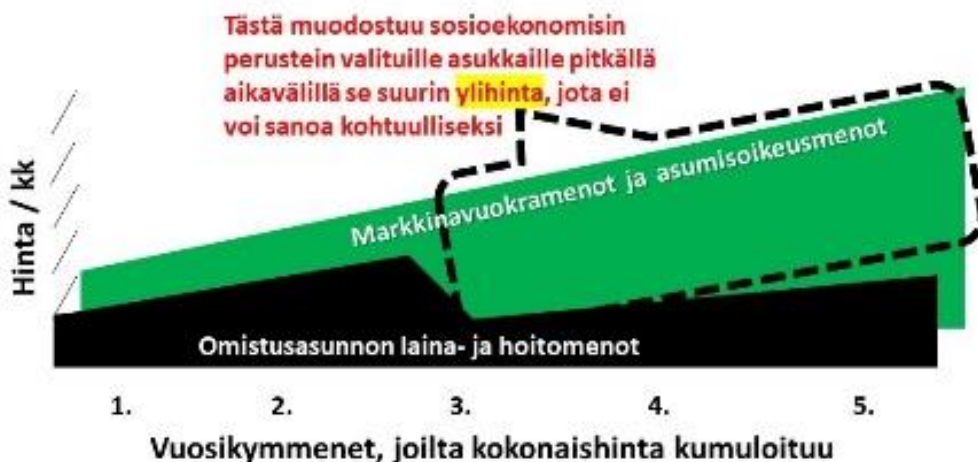 Tästä muodostuu sosioekonomisin
perustein valituille asukkaille pitkällä
aikavälillä se suurin ylihinta, jota ei
voi sanoa kohtuulliseksi
Hinta / kk
Markkinavuokramenot ja asumisoikeusmenot
Omistusasunnon laina- ja hoitomenot
1. 2. 3. 4. 5.
Vuosikymmenet, joilta kokonaishinta kumuloituu